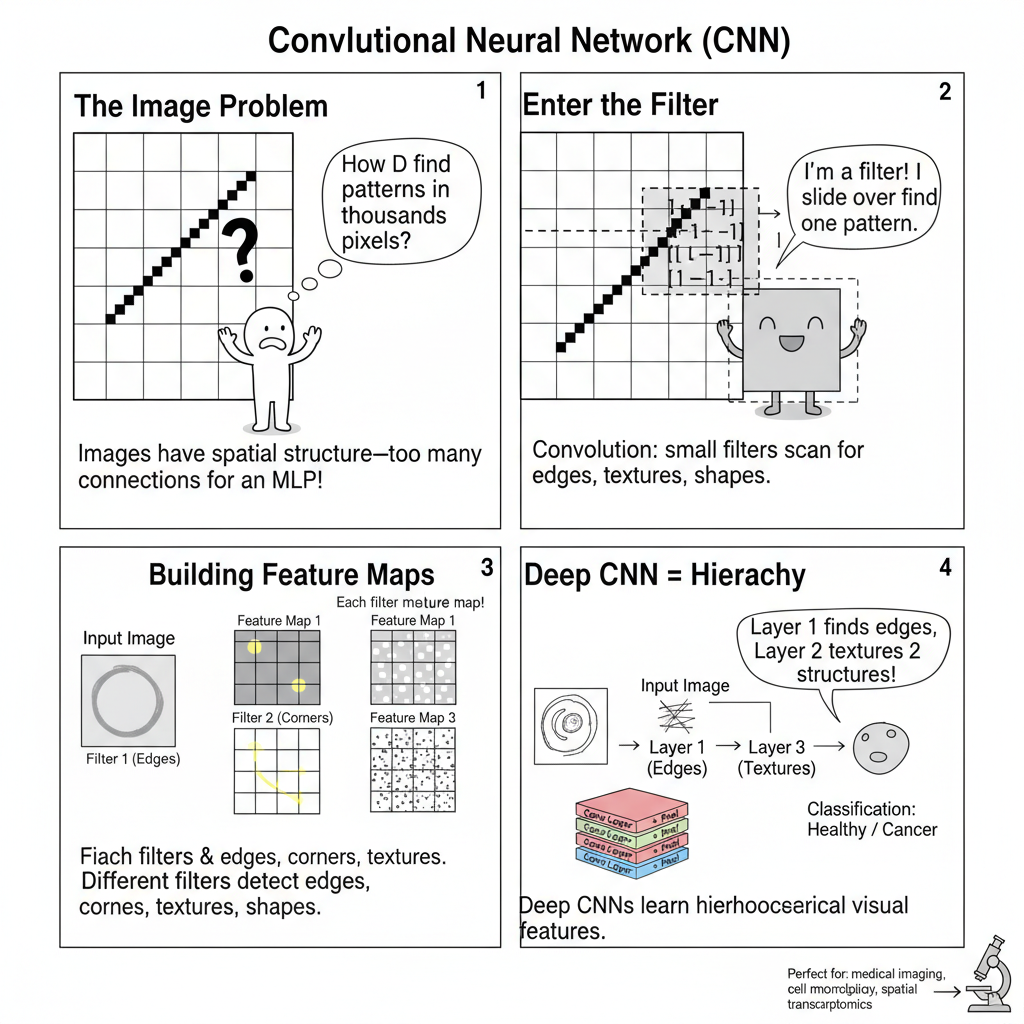 Convlutional Neural Network (CNN)
1
The Image Problem
How D find
patterns in
thousands
pixels?
?
Images have spatial structure—too many
connections for an MLP!
2
Enter the Filter
I'm a filter! I
slide over find
one pattern.
Convolution: small filters scan for
edges, textures, shapes.
3
Building Feature Maps
Each filter meture map!
Input Image
Feature Map 1
Feature Map 1
Filter 1 (Edges)
Filter 2 (Corners)
Feature Map 3
Fiach filters & edges, corners, textures.
Different filters detect edges,
cornes, textures, shapes.
4
Deep CNN = Hierachy
Layer 1 finds edges,
Layer 2 textures 2
structures!
Input Image
Layer 1
(Edges)
Layer 3
(Textures)
Classification:
Healthy / Cancer
Deep CNNs learn hierhoocserical visual
features.
Perfect for: medical imaging,
cell spatial